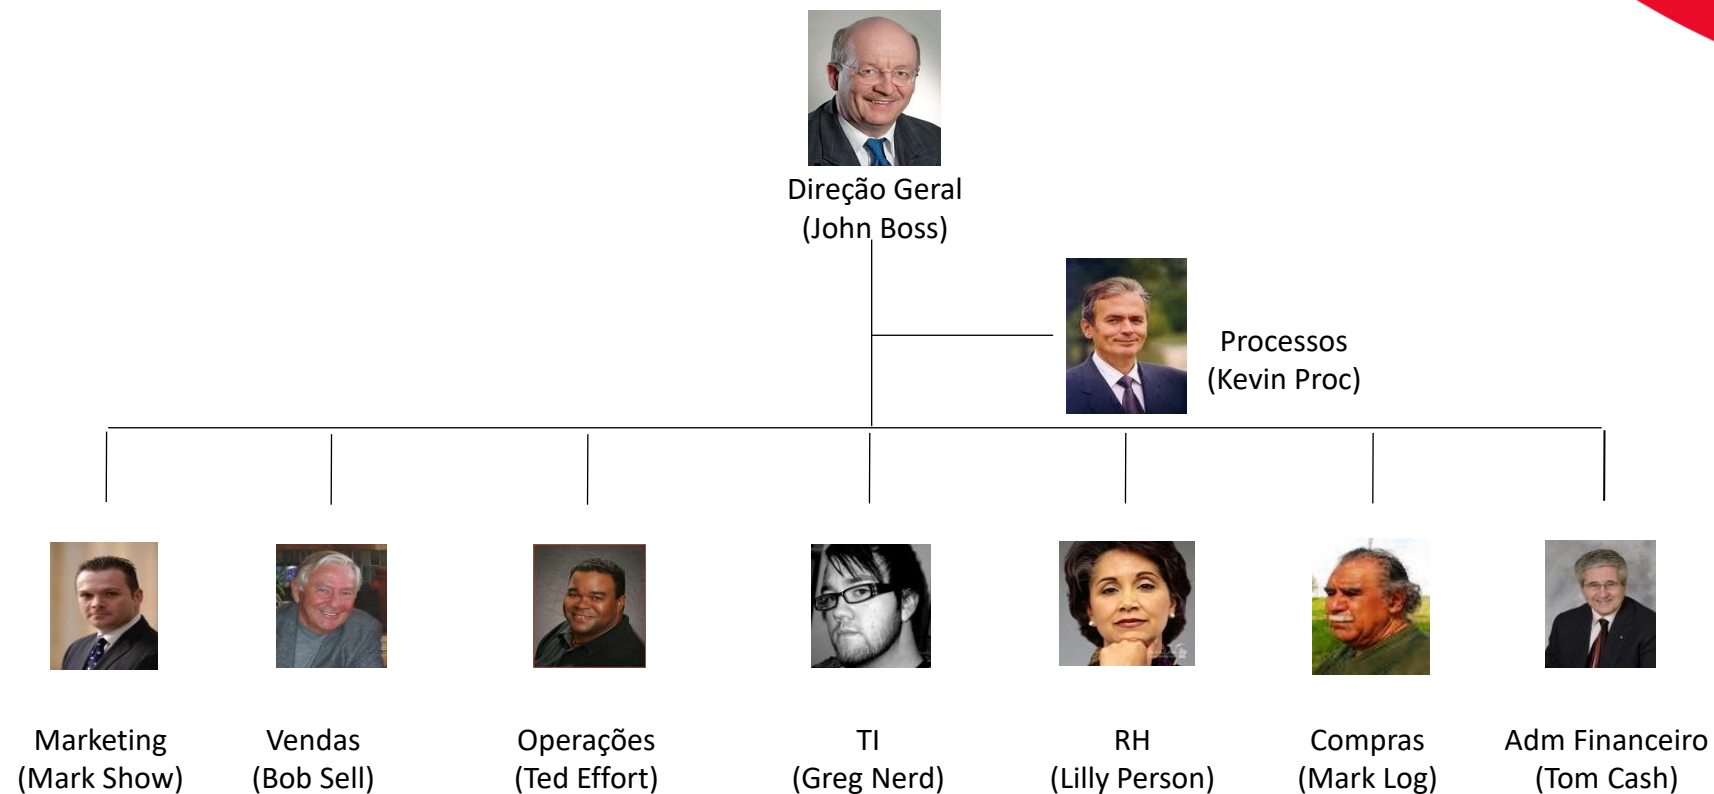 Direção Geral
(John Boss)
Processos
(Kevin Proc)
Marketing
(Mark Show)
Vendas
(Bob Sell)
Operações
(Ted Effort)
TI
(Greg Nerd)
RH
(Lilly Person)
Compras
(Mark Log)
Adm Financeiro
(Tom Cash)